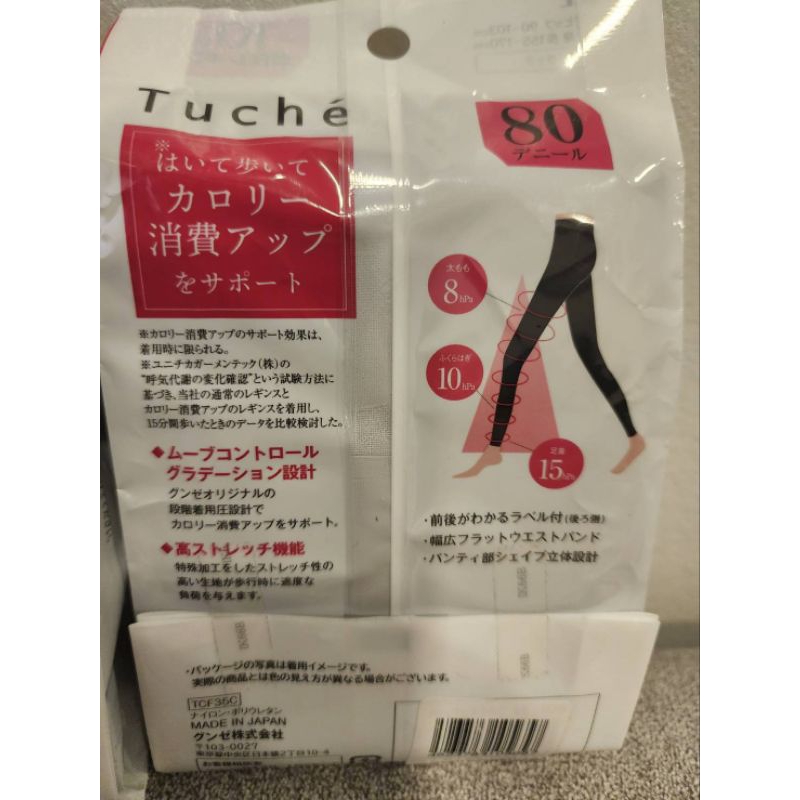 Tuché
※
はいて歩いて
カロリー
消費アップ
をサポート
※カロリー消費アップのサポート効果は、
着用時に限られる。
※ユニチカガーメンテック(株)の
"呼気代謝の変化確認"という試験方法に
基づき、当社の通常のレギンスと
カロリー消費アップのレギンスを着用し、
15分間歩いたときのデータを比較検討した。
◆ムーブコントロール
グラデーション設計
グンゼオリジナルの
段階着用圧設計で
カロリー消費アップをサポート。
◆高ストレッチ機能
特殊加工をしたストレッチ性の
高い生地が歩行時に適度な
負荷を与えます。
80
デニール
太もも
8hPa
ふくらはぎ
10hPa
足首
15hPa
・前後がわかるラベル付(後ろ側)
・幅広フラットウエストバンド
・パンティ部シェイプ立体設計
・パッケージの写真は着用イメージです。
実際の商品とは色の見え方が異なる場合がございます。
TCF35C
ナイロン・ポリウレタン
MADE IN JAPAN
グンゼ株式会社
〒103-0027
東京都中央区日本橋2丁目10-4